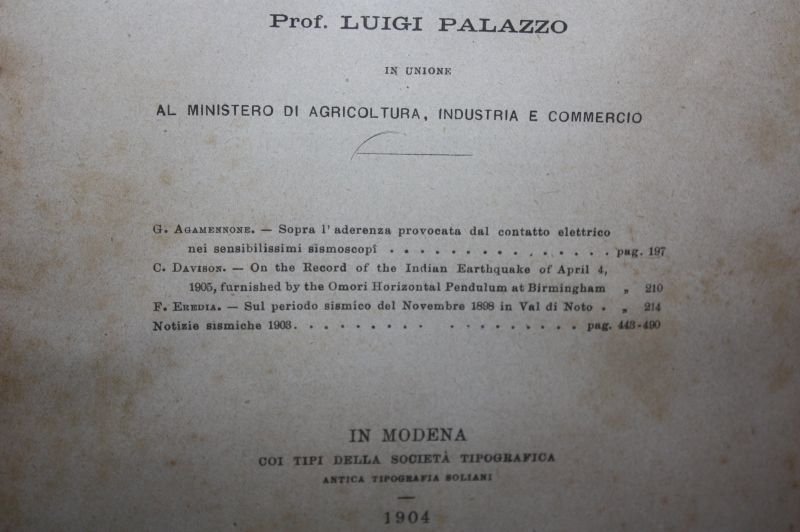 Prof. LUIGI PALAZZO
IN UNIONE
AL MINISTERO DI AGRICOLTURA, INDUSTRIA E COMMERCIO
G. AGAMENNONE. — Sopra l'aderenza provocata dal contatto elettrico
nei sensibilissimi sismoscopî . . . . . . . . . . . . . . . pag. 197
C. DAVISON. — On the Record of the Indian Earthquake of April 4,
1905, furnished by the Omori Horizontal Pendulum at Birmingham „ 210
F. EREDIA. — Sul periodo sismico del Novembre 1898 in Val di Noto . „ 214
Notizie sismiche 1903. . . . . . . . . . . . . . . . . . pag. 443-490
IN MODENA
COI TIPI DELLA SOCIETÀ TIPOGRAFICA
ANTICA TIPOGRAFIA SOLIANI
—
1904